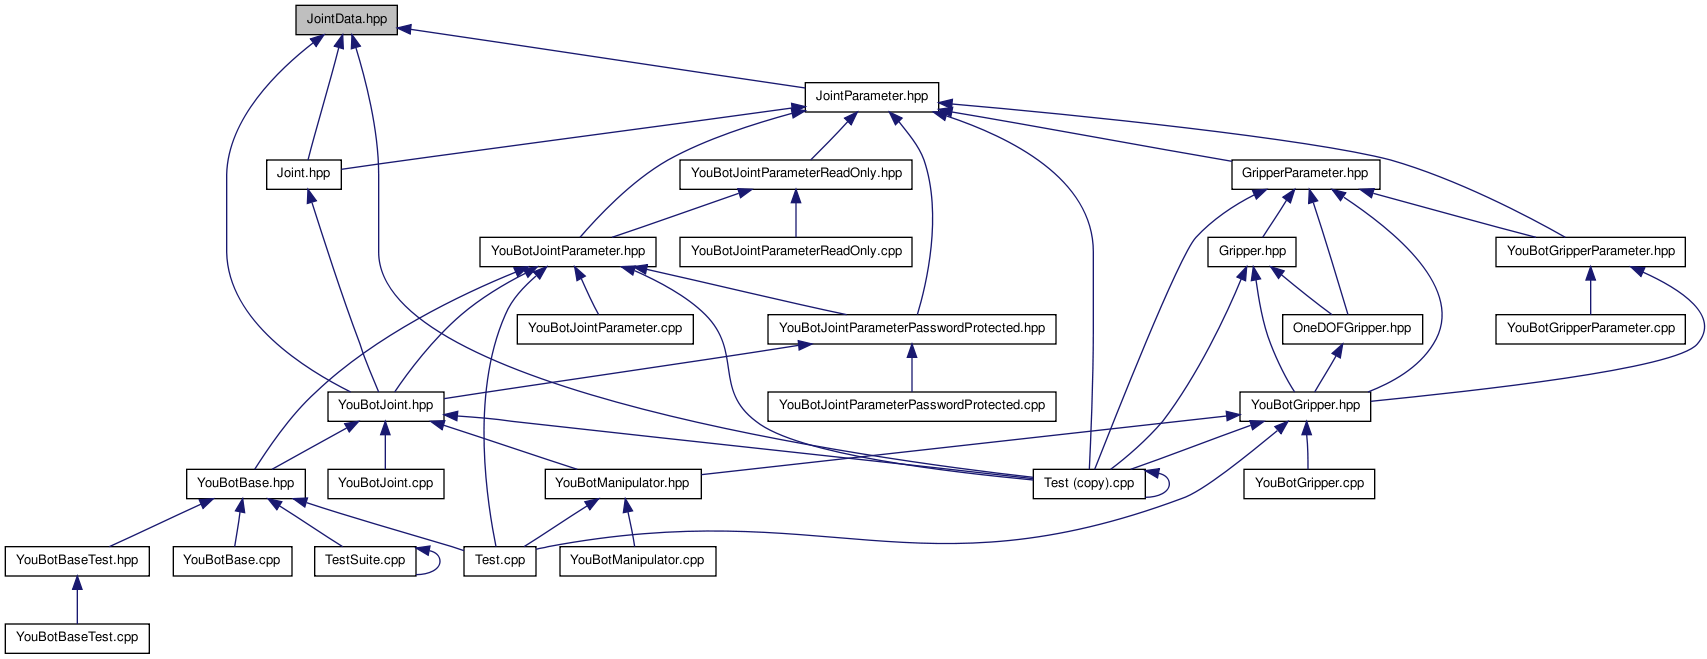 JointData.hpp
JointParameter.hpp
Joint.hpp
YouBotJointParameterReadOnly.hpp
GripperParameter.hpp
YouBotJointParameter.hpp
YouBotJointParameterReadOnly.cpp
Gripper.hpp
YouBotGripperParameter.hpp
YouBotJointParameter.cpp
YouBotJointParameterPasswordProtected.hpp
OneDOFGripper.hpp
YouBotGripperParameter.cpp
YouBotJoint.hpp
YouBotJointParameterPasswordProtected.cpp
YouBotGripper.hpp
YouBotBase.hpp
YouBotJoint.cpp
YouBotManipulator.hpp
Test (copy).cpp
YouBotGripper.cpp
YouBotBaseTest.hpp
YouBotBase.cpp
TestSuite.cpp
Test.cpp
YouBotManipulator.cpp
YouBotBaseTest.cpp